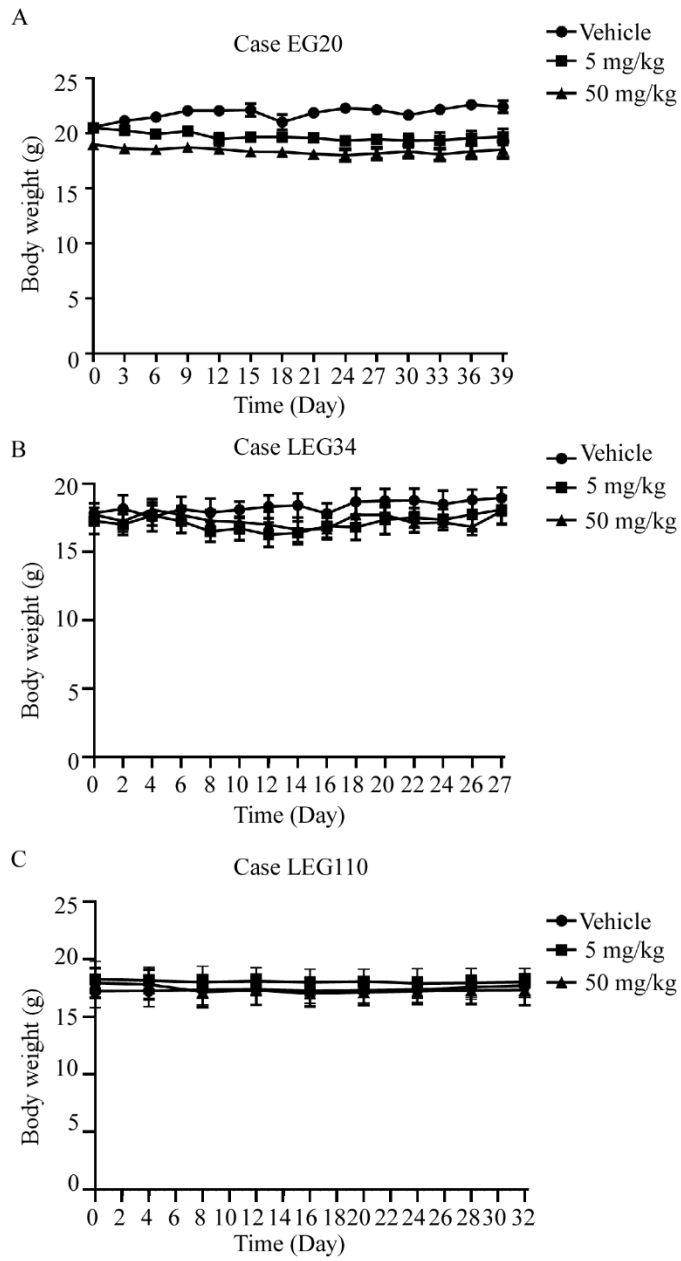 A
Case EG20
Vehicle
5 mg/kg
50 mg/kg
25
20
15
10
5
0
Body weight (g)
0 3 6 9 12 15 18 21 24 27 30 33 36 39
Time (Day)
B
Case LEG34
Vehicle
5 mg/kg
50 mg/kg
20
15
10
5
0
Body weight (g)
0 2 4 6 8 10 12 14 16 18 20 22 24 26 27
Time (Day)
C
Case LEG110
Vehicle
5 mg/kg
50 mg/kg
25
20
15
10
5
0
Body weight (g)
0 2 4 6 8 10 12 14 16 18 20 22 24 26 28 30 32
Time (Day)